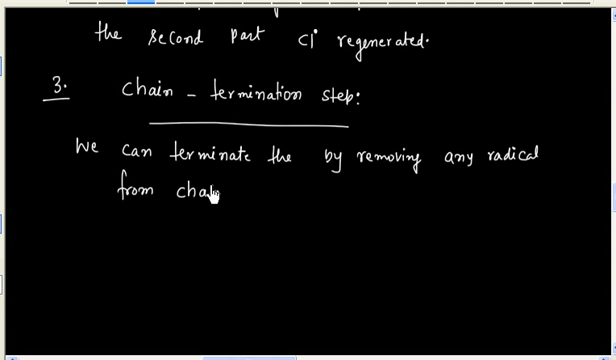 the second part Cl• regenerated.
3. Chain - termination step:
We can terminate the by removing any radical
from cha